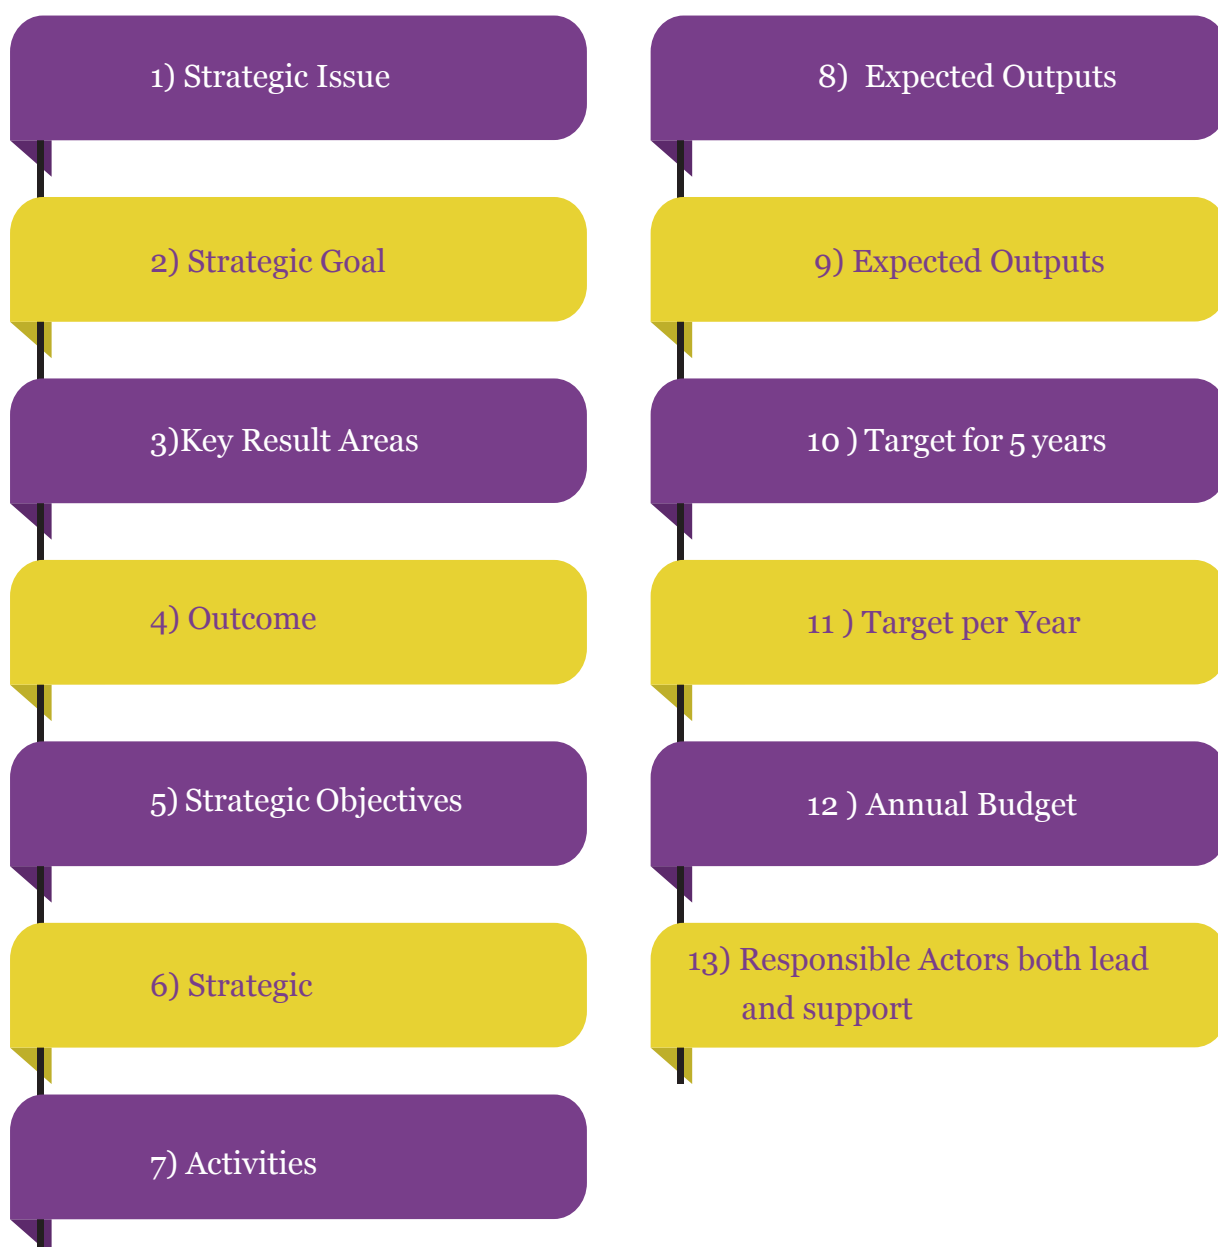 1) Strategic Issue
2) Strategic Goal
3)Key Result Areas
4) Outcome
5) Strategic Objectives
6) Strategic
7) Activities
8) Expected Outputs
9) Expected Outputs
10 ) Target for 5 years
11 ) Target per Year
12 ) Annual Budget
13) Responsible Actors both lead
and support